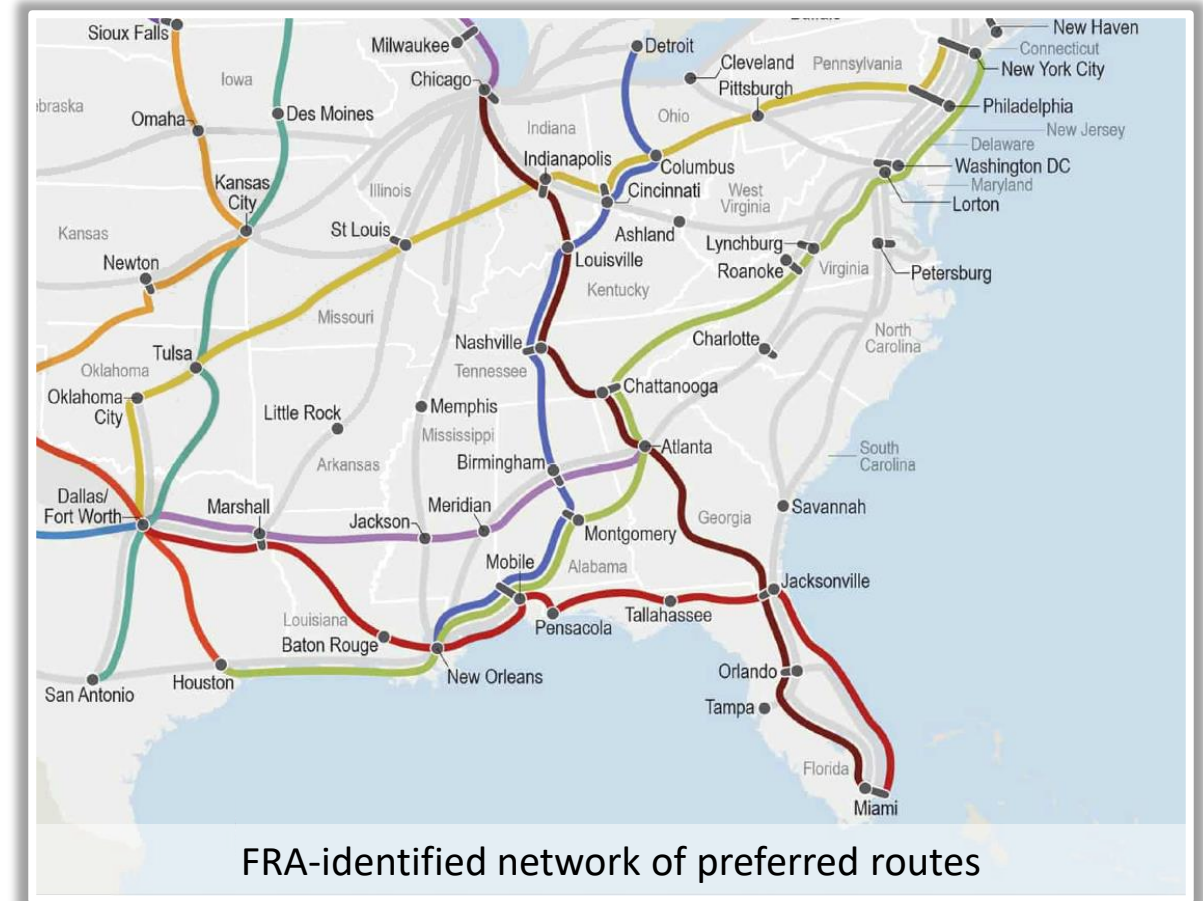 Sioux Falls
Milwaukee
Detroit
New Haven
Connecticut
Iowa
Chicago
Cleveland
Pennsylvania
New York City
Pittsburgh
Omaha
Des Moines
Indiana
Ohio
Philadelphia
New Jersey
Delaware
Indianapolis
Columbus
Washington DC
Maryland
Kansas
City
Illinois
Cincinnati
West
Virginia
Lorton
Kansas
St Louis
Ashland
Lynchburg
Newton
Louisville
Roanoke
Virginia
Petersburg
Kentucky
Missouri
Nashville
Charlotte
North
Carolina
Tulsa
Oklahoma
Tennessee
Chattanooga
Oklahoma
City
Little Rock
Memphis
Mississippi
Atlanta
South
Carolina
Arkansas
Birmingham
Dallas/
Fort Worth
Marshall
Jackson
Meridian
Georgia
Savannah
Montgomery
Mobile
Alabama
Jacksonville
Louisiana
Baton Rouge
Pensacola
Tallahassee
San Antonio
Houston
New Orleans
Orlando
Tampa
Florida
Miami
FRA-identified network of preferred routes